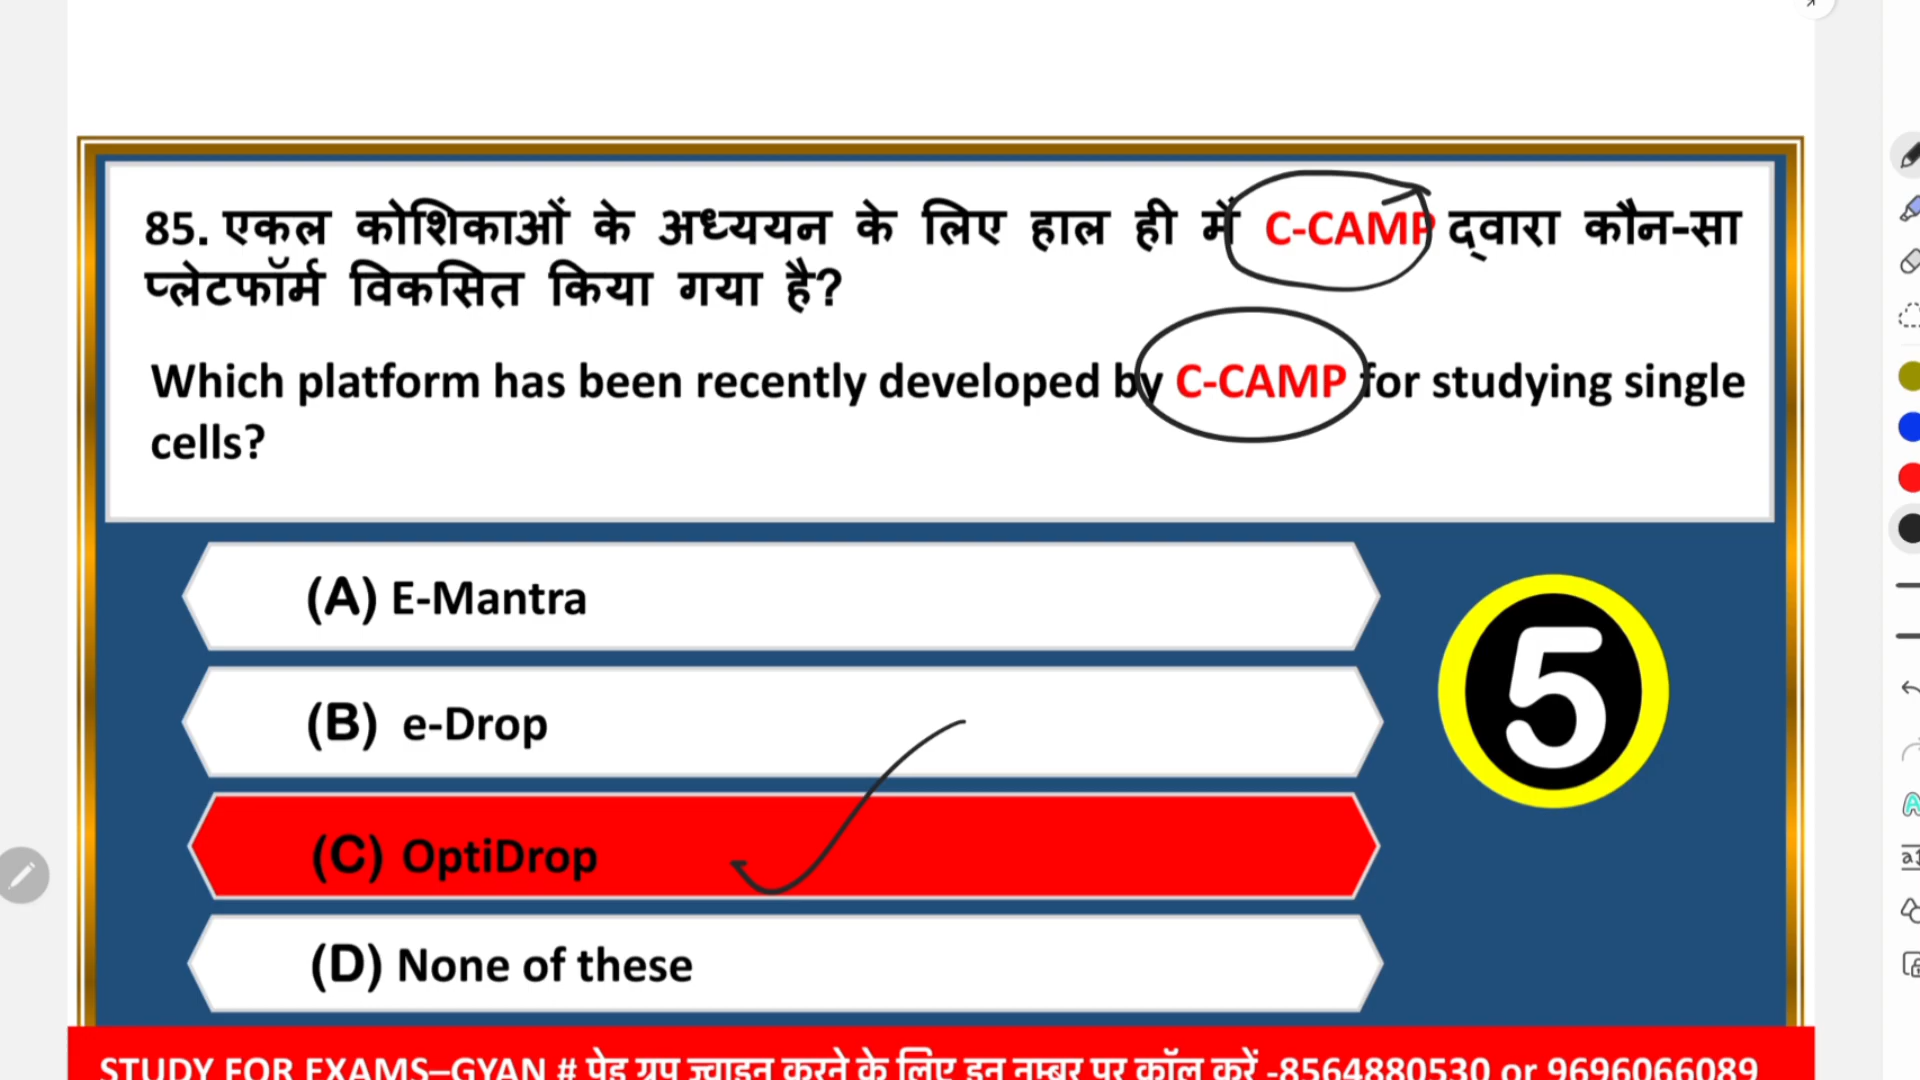 85. एकल कोशिकाओं के अध्ययन के लिए हाल ही में C-CAMP द्वारा कौन-सा
प्लेटफॉर्म विकसित किया गया है?
Which platform has been recently developed by C-CAMP for studying single
cells?
(A) E-Mantra
(B) e-Drop
(C) OptiDrop
(D) None of these
5
STUDY FOR EXAMS–GYAN # पेड ग्रुप ज्वाइन करने के लिए इन नम्बर पर कॉल करें -8564880530 or 9696066089